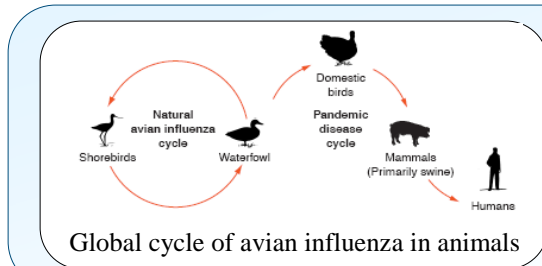 Domestic
birds
Natural
avian influenza
cycle
Pandemic
disease
cycle
Shorebirds
Waterfowl
Mammals
(Primarily swine)
Humans
Global cycle of avian influenza in animals